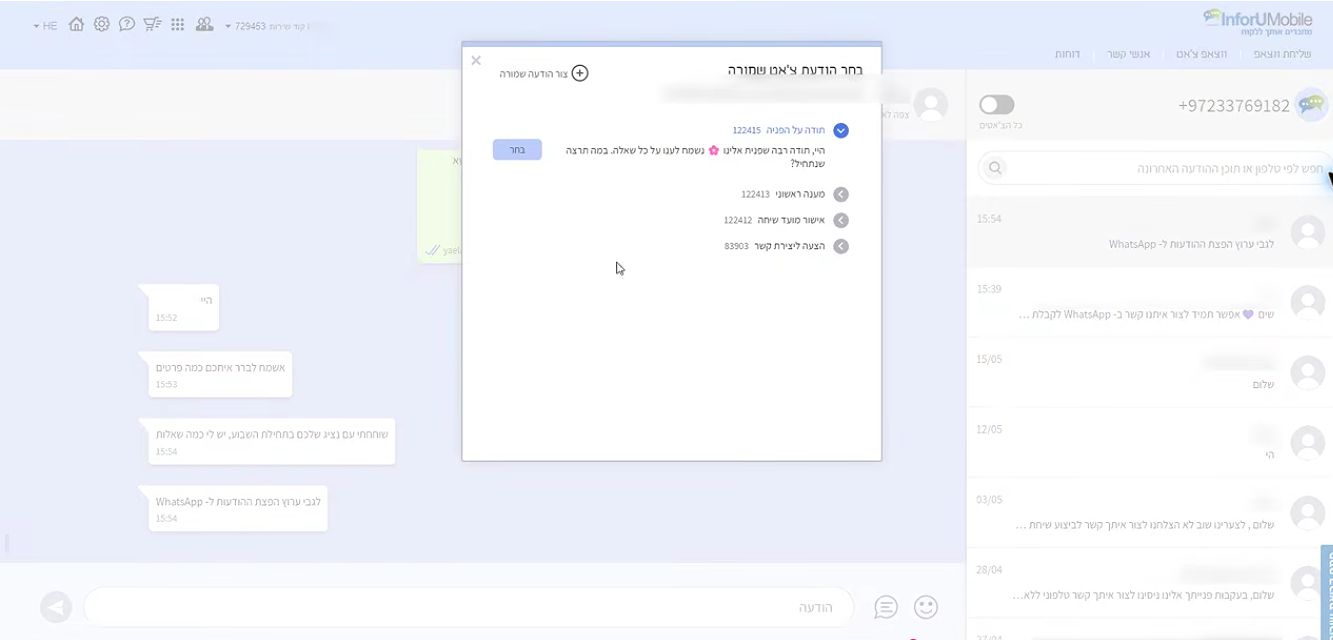 InforUMobile
מחברים אותך ללקוח
קוד שירות 729453
HE
שליחת ווצאפ
ווצאפ צ'אט
אנשי קשר
דוחות
+97233769182
כל הצ'אטים
חפש לפי טלפון או תוכן ההודעה האחרונה
15:54
לגבי ערוץ הפצת ההודעות ל- WhatsApp
15:39
שים 💜 אפשר תמיד לצור איתנו קשר ב- WhatsApp לקבלת ...
15/05
שלום
12/05
הי
03/05
שלום , לצערינו שוב לא הצלחנו לצור איתך קשר לביצוע שיחת ...
28/04
שלום, בעקבות פנייתך אלינו ניסינו לצור איתך קשר טלפוני ללא...
27/04
בחר הודעת צ'אט שמורה
צור הודעה שמורה
תודה על הפניה 122415
היי, תודה רבה שפנית אלינו 🌸 נשמח לענו על כל שאלה. במה תרצה
שנתחיל?
בחר
מענה ראשוני 122413
אישור מועד שיחה 122412
הצעה ליצירת קשר 83903
היי
15:52
אשמח לברר איתכם כמה פרטים
15:53
שוחחתי עם נציג שלכם בתחילת השבוע, יש לי כמה שאלות
15:54
לגבי ערוץ הפצת ההודעות ל- WhatsApp
15:54
הודעה